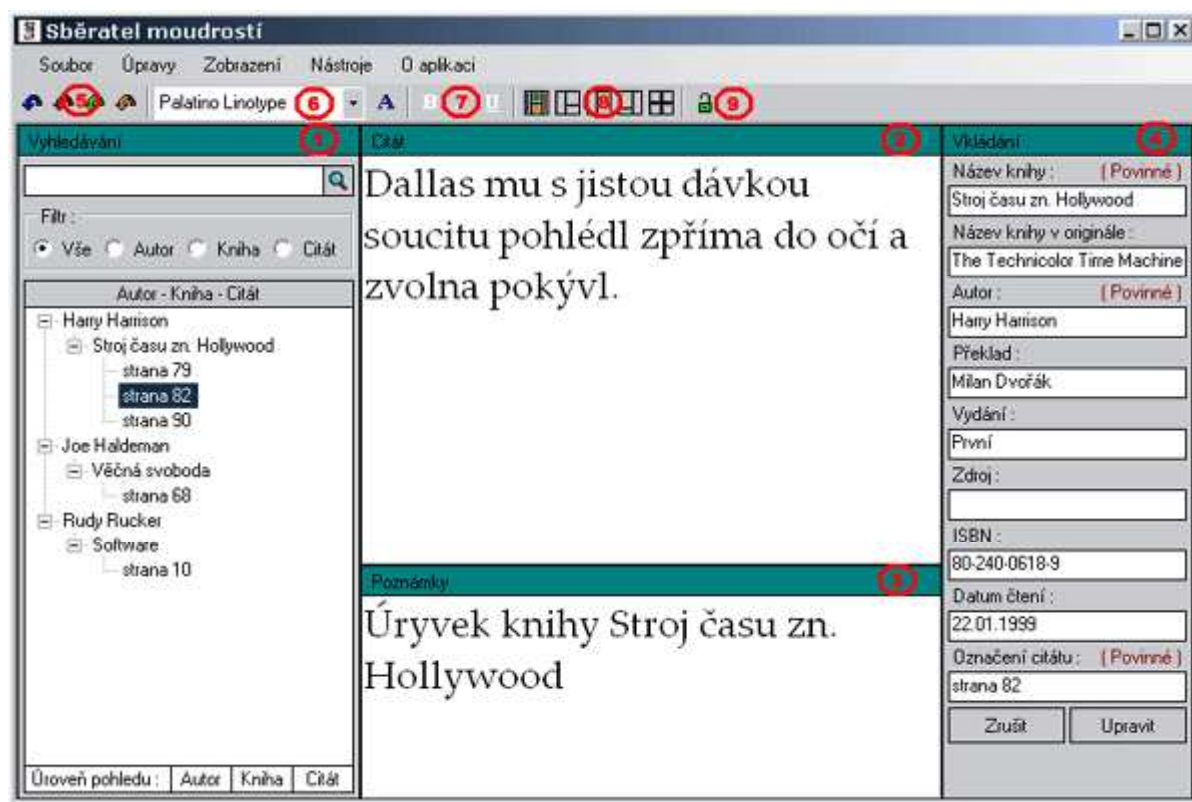 Sběratel moudrostí
Soubor Úpravy Zobrazení Nástroje O aplikaci
5 Palatino Linotype 6 A 7 8 9
Vyhledávání 1
Filtr :
Vše Autor Kniha Citát
Autor - Kniha - Citát
Harry Harrison
Stroj času zn. Hollywood
strana 79
strana 82
strana 90
Joe Haldeman
Věčná svoboda
strana 68
Rudy Rucker
Software
strana 10
Úroveň pohledu : Autor Kniha Citát
Citát 2
Dallas mu s jistou dávkou
soucitu pohlédl zpříma do očí a
zvolna pokývl.
Poznámky 3
Úryvek knihy Stroj času zn.
Hollywood
Vkládání 4
Název knihy : ( Povinné )
Stroj času zn. Hollywood
Název knihy v originále :
The Technicolor Time Machine
Autor : ( Povinné )
Harry Harrison
Překlad :
Milan Dvořák
Vydání :
První
Zdroj :
ISBN :
80-240-0618-9
Datum čtení :
22.01.1999
Označení citátu : ( Povinné )
strana 82
Zrušit Upravit